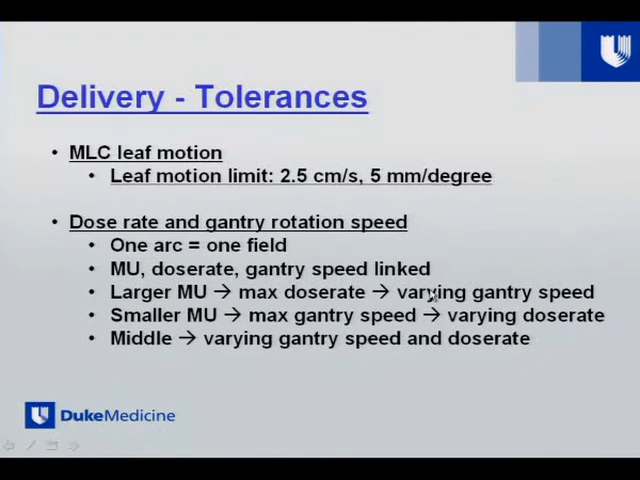 Delivery - Tolerances
• MLC leaf motion
• Leaf motion limit: 2.5 cm/s, 5 mm/degree
• Dose rate and gantry rotation speed
• One arc = one field
• MU, doserate, gantry speed linked
• Larger MU → max doserate → varying gantry speed
• Smaller MU → max gantry speed → varying doserate
• Middle → varying gantry speed and doserate
DukeMedicine